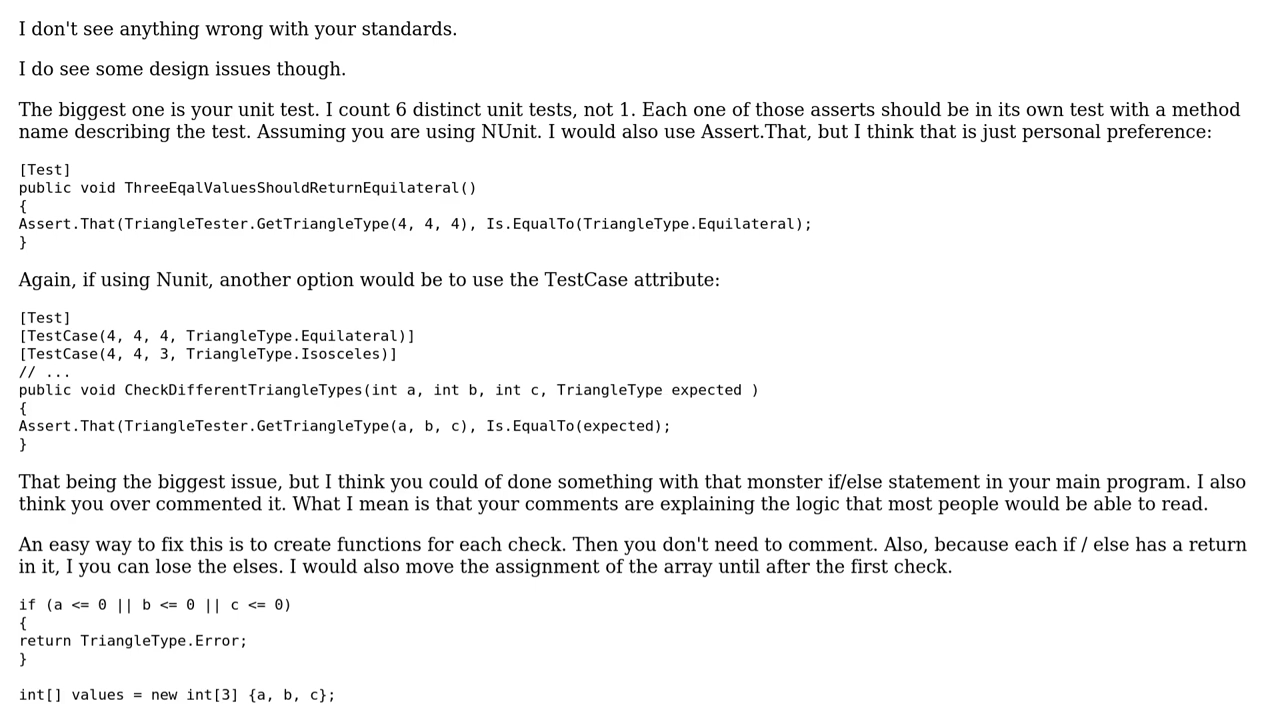 I don't see anything wrong with your standards.
I do see some design issues though.
The biggest one is your unit test. I count 6 distinct unit tests, not 1. Each one of those asserts should be in its own test with a method
name describing the test. Assuming you are using NUnit. I would also use Assert.That, but I think that is just personal preference:
[Test]
public void ThreeEqalValuesShouldReturnEquilateral()
{
Assert.That(TriangleTester.GetTriangleType(4, 4, 4), Is.EqualTo(TriangleType.Equilateral);
}
Again, if using Nunit, another option would be to use the TestCase attribute:
[Test]
[TestCase(4, 4, 4, TriangleType.Equilateral)]
[TestCase(4, 4, 3, TriangleType.Isosceles)]
// ...
public void CheckDifferentTriangleTypes(int a, int b, int c, TriangleType expected )
{
Assert.That(TriangleTester.GetTriangleType(a, b, c), Is.EqualTo(expected);
}
That being the biggest issue, but I think you could of done something with that monster if/else statement in your main program. I also
think you over commented it. What I mean is that your comments are explaining the logic that most people would be able to read.
An easy way to fix this is to create functions for each check. Then you don't need to comment. Also, because each if / else has a return
in it, I you can lose the elses. I would also move the assignment of the array until after the first check.
if (a <= 0 || b <= 0 || c <= 0)
{
return TriangleType.Error;
}
int[] values = new int[3] {a, b, c};